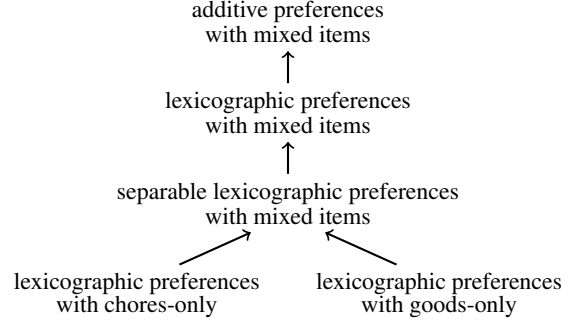 additive preferences
with mixed items
lexicographic preferences
with mixed items
separable lexicographic preferences
with mixed items
lexicographic preferences
with chores-only
lexicographic preferences
with goods-only